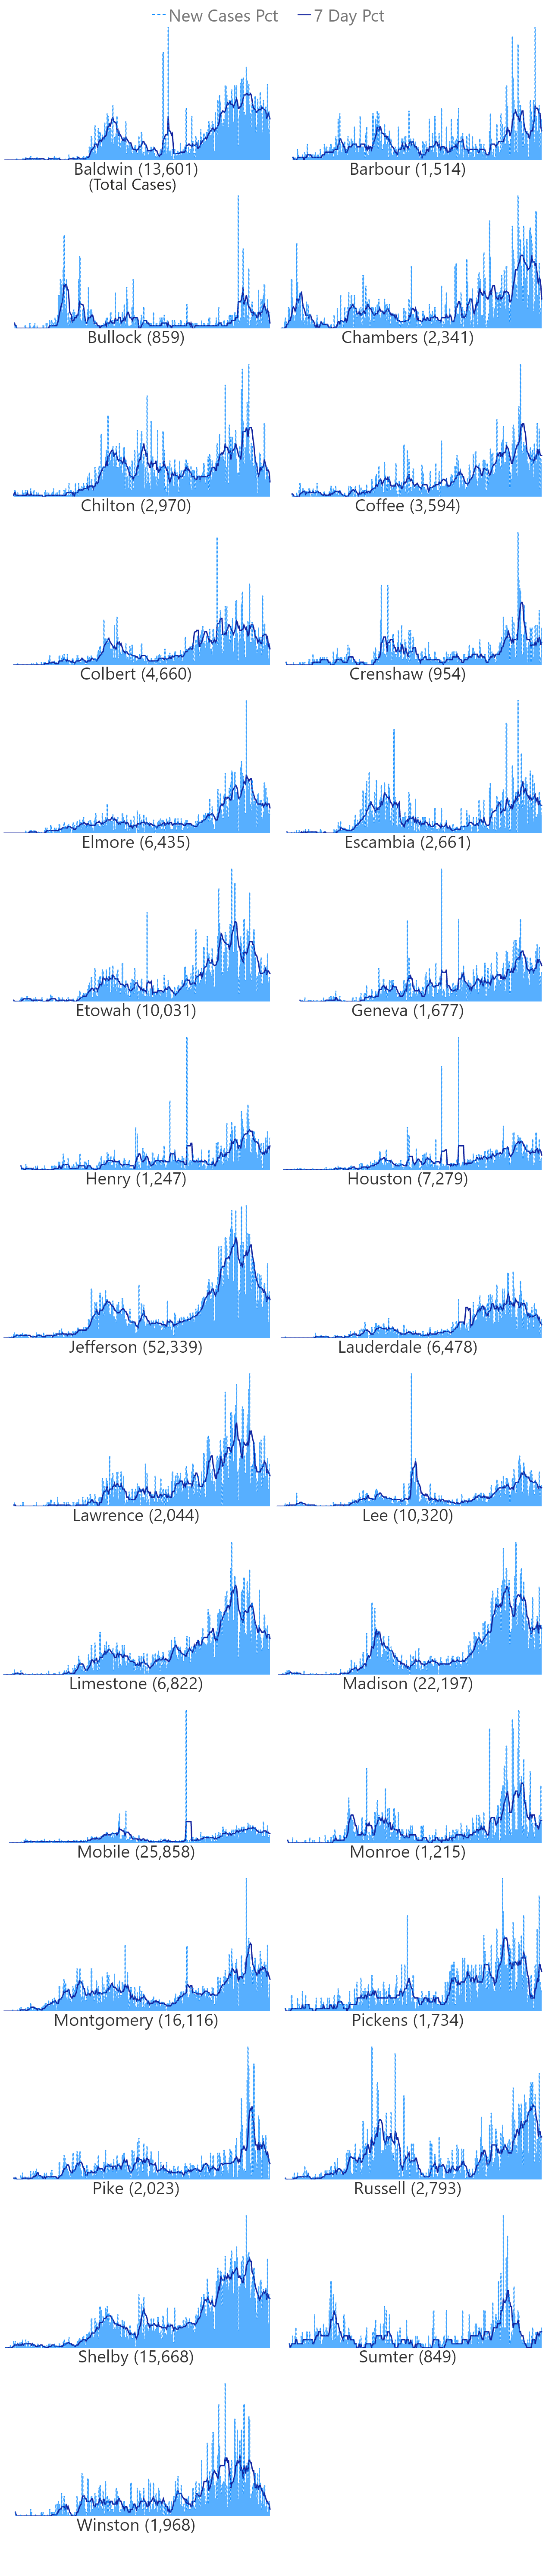 New Cases Pct 7 Day Pct
Baldwin (13,601)
(Total Cases)
Barbour (1,514)
Bullock (859)
Chambers (2,341)
Chilton (2,970)
Coffee (3,594)
Colbert (4,660)
Crenshaw (954)
Elmore (6,435)
Escambia (2,661)
Etowah (10,031)
Geneva (1,677)
Henry (1,247)
Houston (7,279)
Jefferson (52,339)
Lauderdale (6,478)
Lawrence (2,044)
Lee (10,320)
Limestone (6,822)
Madison (22,197)
Mobile (25,858)
Monroe (1,215)
Montgomery (16,116)
Pickens (1,734)
Pike (2,023)
Russell (2,793)
Shelby (15,668)
Sumter (849)
Winston (1,968)